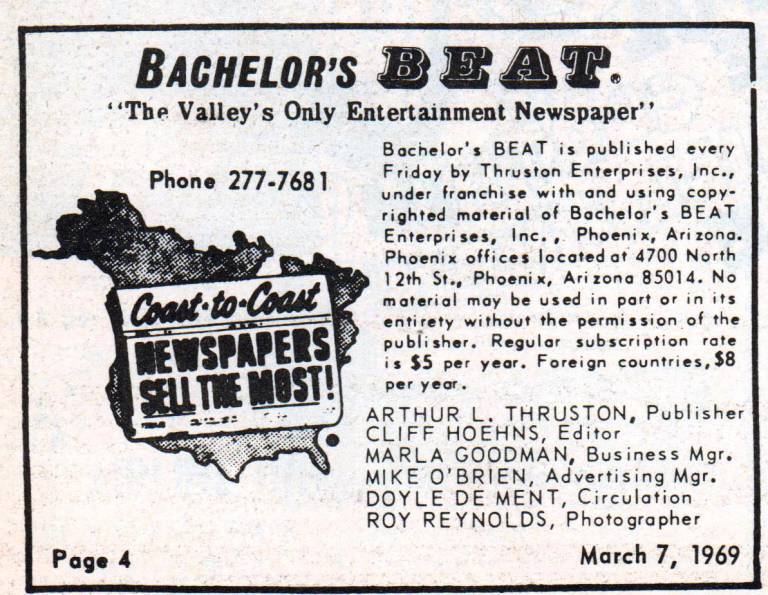 BACHELOR'S BEAT.
"The Valley's Only Entertainment Newspaper"
Phone 277-7681
Coast-to-Coast
NEWSPAPERS
SELL THE MOST!
Bachelor's BEAT is published every
Friday by Thruston Enterprises, Inc.,
under franchise with and using copy-
righted material of Bachelor's BEAT
Enterprises, Inc., Phoenix, Arizona.
Phoenix offices located at 4700 North
12th St., Phoenix, Arizona 85014. No
material may be used in part or in its
entirety without the permission of the
publisher. Regular subscription rate
is $5 per year. Foreign countries, $8
per year.
ARTHUR L. THRUSTON, Publisher
CLIFF HOEHNS, Editor
MARLA GOODMAN, Business Mgr.
MIKE O'BRIEN, Advertising Mgr.
DOYLE DE MENT, Circulation
ROY REYNOLDS, Photographer
Page 4
March 7, 1969